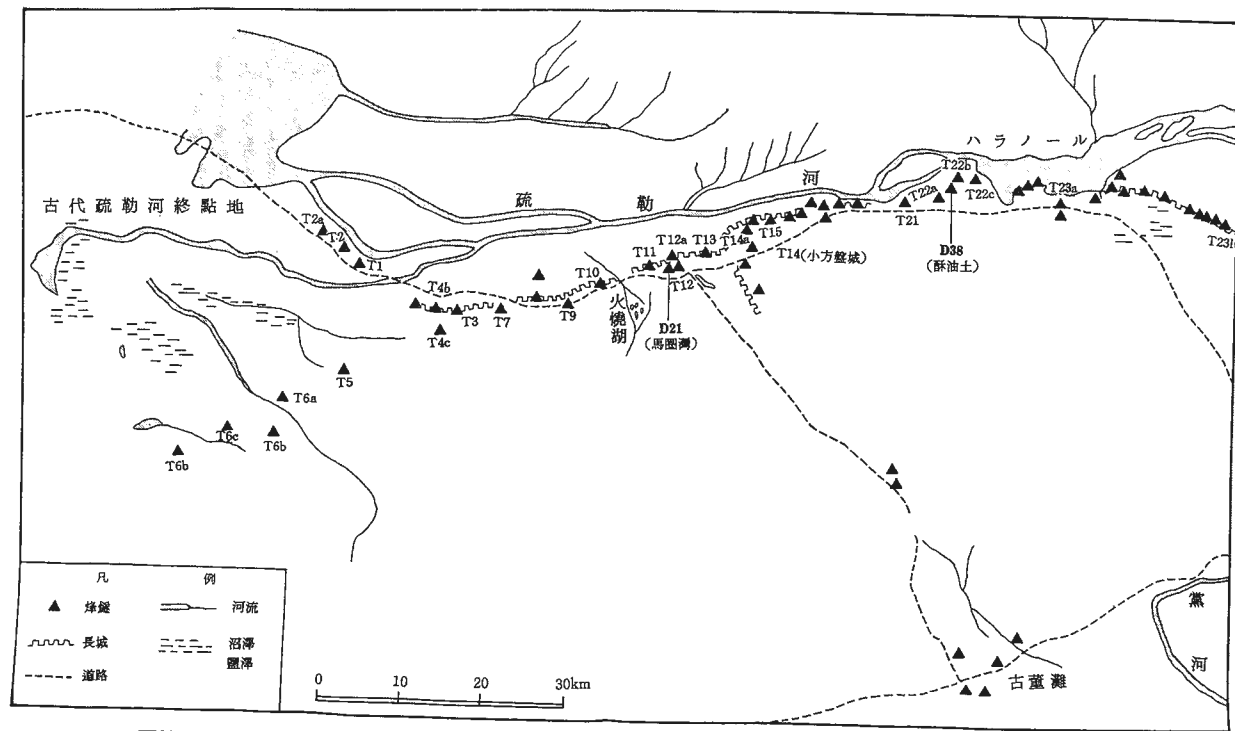 ハラノール
疏勒河
古代疏勒河終點地
T22b
T22a
T22c
T23a
T21
T23l
T2a
T2
T1
D38
(酥油土)
T12a
T13
T14a
T15
T11
T14(小方盤城)
T10
T12
T4b
T3
T7
T9
火燒湖
D21
(馬圏灣)
T4c
T5
T6a
T6c
T6b
T6b
凡例
烽燧
河流
長城
沼澤
鹽澤
道路
0 10 20 30km
古董灘
黨河